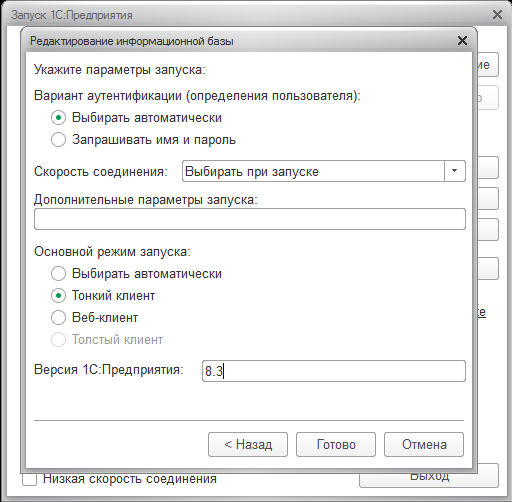 Запуск 1С:Предприятия
Редактирование информационной базы
Укажите параметры запуска:
Вариант аутентификации (определения пользователя):
Выбирать автоматически
Запрашивать имя и пароль
Скорость соединения: Выбирать при запуске
Дополнительные параметры запуска:
Основной режим запуска:
Выбирать автоматически
Тонкий клиент
Веб-клиент
Толстый клиент
Версия 1С:Предприятия: 8.3
< Назад Готово Отмена
Низкая скорость соединения Выход